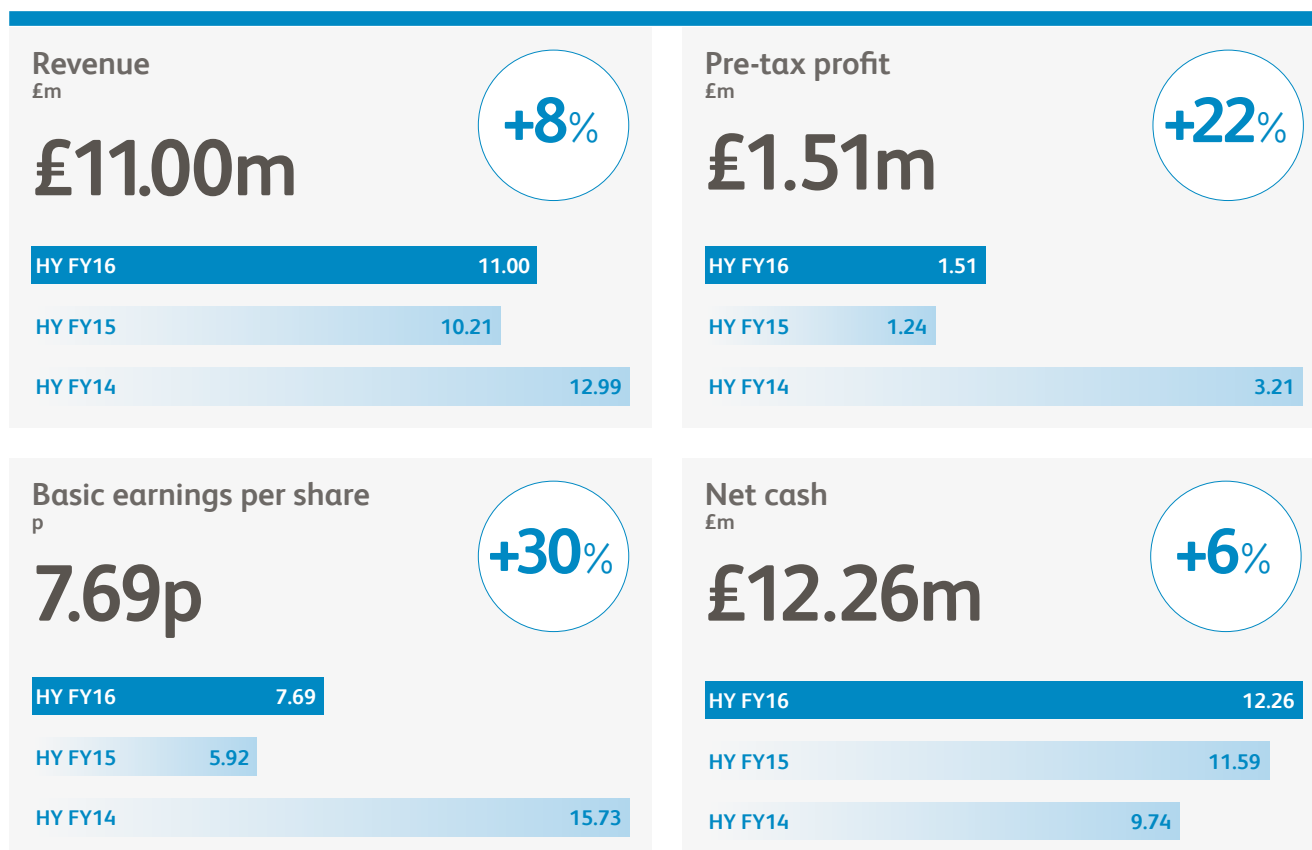 Revenue
£m
+8%
£11.00m
HY FY16 11.00
HY FY15 10.21
HY FY14 12.99
Pre-tax profit
£m
+22%
£1.51m
HY FY16 1.51
HY FY15 1.24
HY FY14 3.21
Basic earnings per share
p
+30%
7.69p
HY FY16 7.69
HY FY15 5.92
HY FY14 15.73
Net cash
£m
+6%
£12.26m
HY FY16 12.26
HY FY15 11.59
HY FY14 9.74